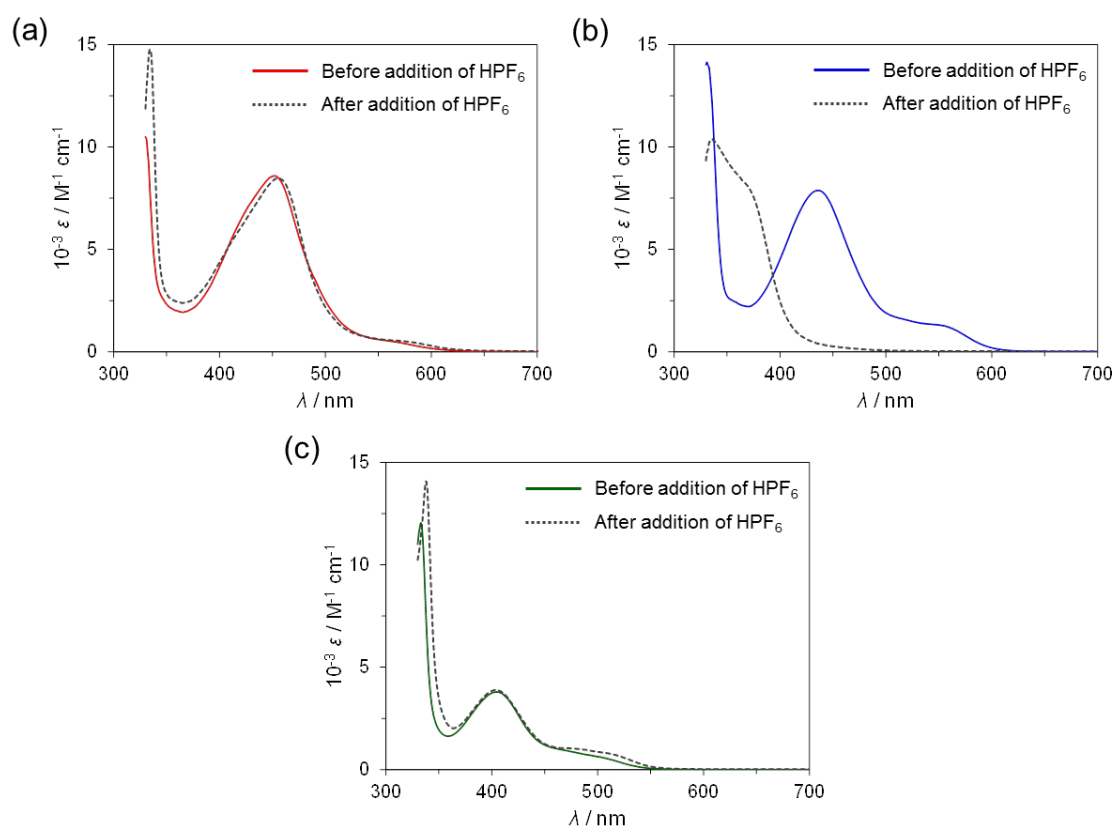 (a)
15
10
5
0
10⁻³ ε / M⁻¹ cm⁻¹
Before addition of HPF₆
After addition of HPF₆
300 400 500 600 700
λ / nm
(b)
15
10
5
0
10⁻³ ε / M⁻¹ cm⁻¹
Before addition of HPF₆
After addition of HPF₆
300 400 500 600 700
λ / nm
(c)
15
10
5
0
10⁻³ ε / M⁻¹ cm⁻¹
Before addition of HPF₆
After addition of HPF₆
300 400 500 600 700
λ / nm